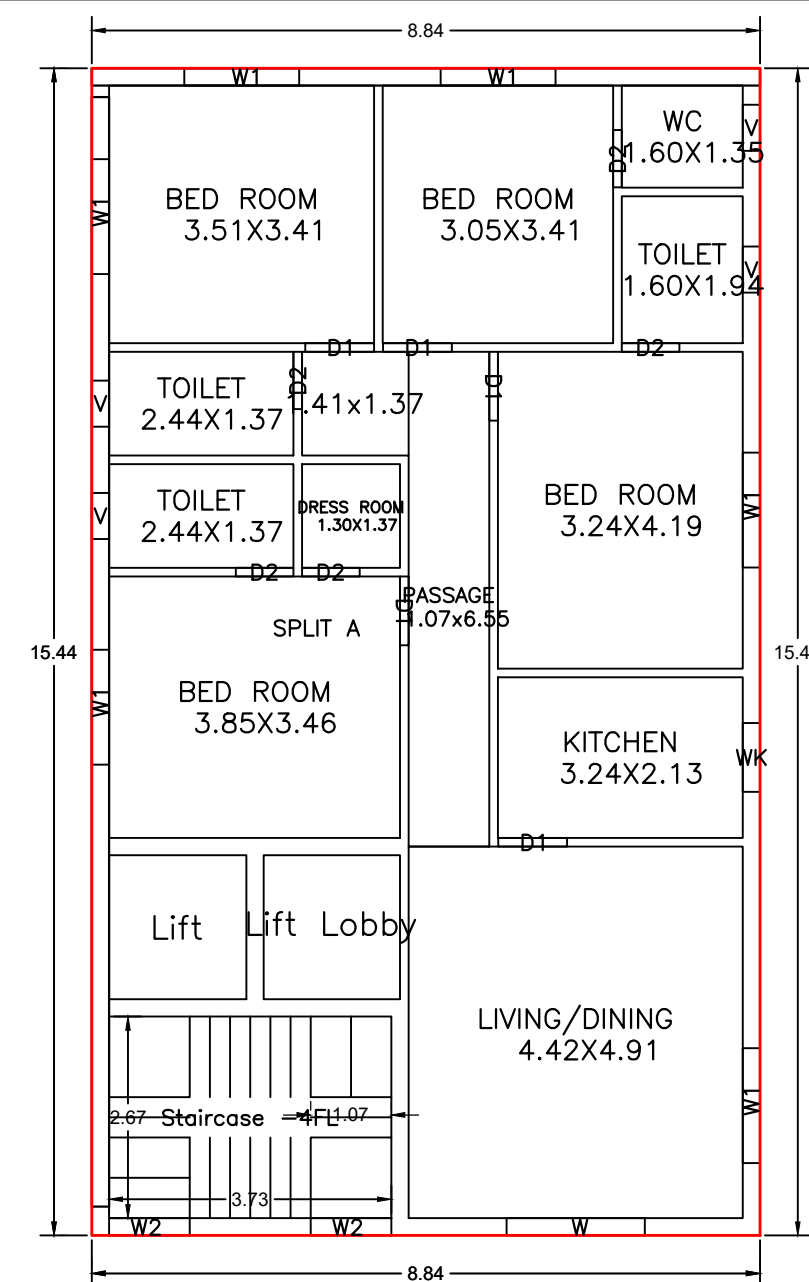 8.84
W1
W1
WC
1.60X1.35
V
D2
BED ROOM
3.51X3.41
BED ROOM
3.05X3.41
W1
TOILET
1.60X1.94
V
D1
D1
D2
TOILET
2.44X1.37
V
D2
.41x1.37
D1
TOILET
2.44X1.37
V
DRESS ROOM
1.30X1.37
BED ROOM
3.24X4.19
W1
D2
D2
D1
PASSAGE
1.07x6.55
SPLIT A
15.44
15.4
BED ROOM
3.85X3.46
W1
KITCHEN
3.24X2.13
WK
D1
Lift
Lift Lobby
LIVING/DINING
4.42X4.91
W1
2.67
Staircase -4FL
1.07
3.73
W2
W2
W
8.84